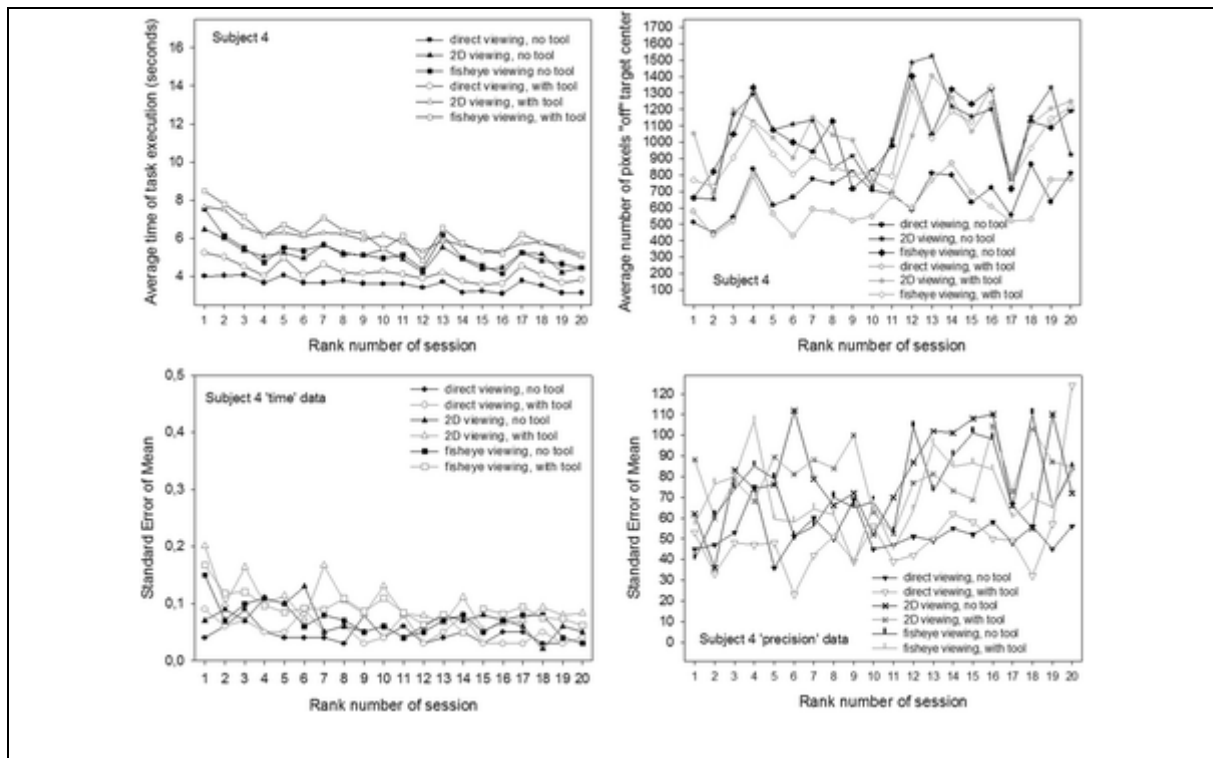 Subject 4
direct viewing, no tool
2D viewing, no tool
fisheye viewing no tool
direct viewing, with tool
2D viewing, with tool
fisheye viewing, with tool
16
14
12
10
8
6
4
Average time of task execution (seconds)
1 2 3 4 5 6 7 8 9 10 11 12 13 14 15 16 17 18 19 20
Rank number of session
1700
1600
1500
1400
1300
1200
1100
1000
900
800
700
600
500
400
300
200
100
Average number of pixels "off" target center
direct viewing, no tool
2D viewing, no tool
fisheye viewing, no tool
direct viewing, with tool
2D viewing, with tool
fisheye viewing, with tool
Subject 4
1 2 3 4 5 6 7 8 9 10 11 12 13 14 15 16 17 18 19 20
Rank number of session
0,5
0,4
0,3
0,2
0,1
0,0
Standard Error of Mean
Subject 4 'time' data
direct viewing, no tool
direct viewing, with tool
2D viewing, no tool
2D viewing, with tool
fisheye viewing, no tool
fisheye viewing, with tool
1 2 3 4 5 6 7 8 9 10 11 12 13 14 15 16 17 18 19 20
Rank number of session
120
110
100
90
80
70
60
50
40
30
20
10
0
Standard Error of Mean
direct viewing, no tool
direct viewing, with tool
2D viewing, no tool
2D viewing, with tool
fisheye viewing, no tool
fisheye viewing, with tool
Subject 4 'precision' data
1 2 3 4 5 6 7 8 9 10 11 12 13 14 15 16 17 18 19 20
Rank number of session